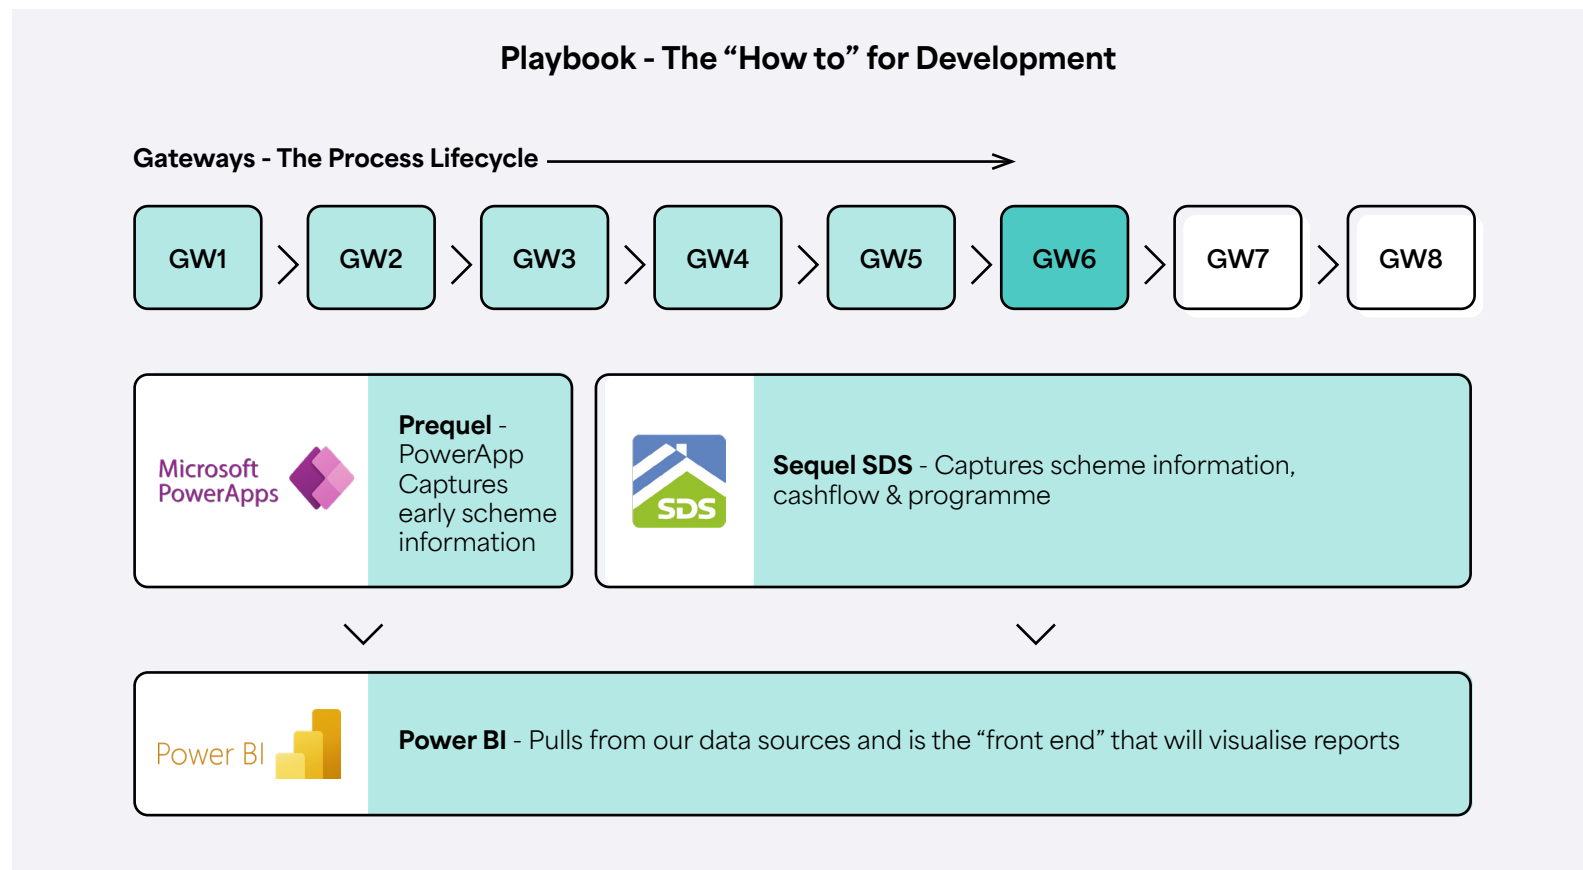 Playbook - The “How to” for Development
Gateways - The Process Lifecycle
GW1
GW2
GW3
GW4
GW5
GW6
GW7
GW8
Microsoft
PowerApps
Prequel -
PowerApp
Captures
early scheme
information
SDS
Sequel SDS - Captures scheme information,
cashflow & programme
Power BI
Power BI - Pulls from our data sources and is the “front end” that will visualise reports